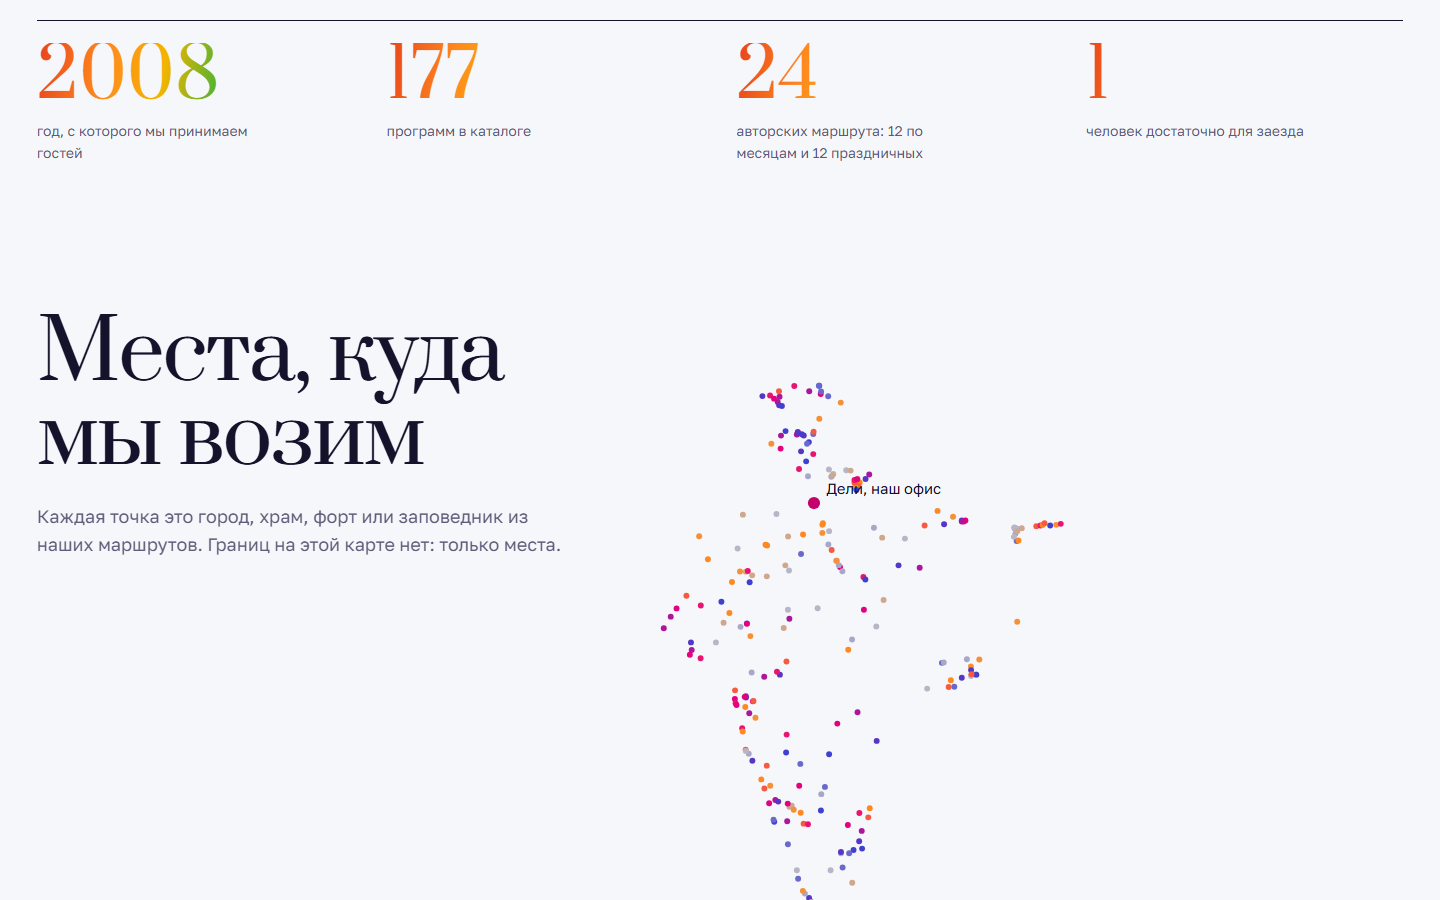 2008
год, с которого мы принимаем
гостей
177
программ в каталоге
24
авторских маршрута: 12 по
месяцам и 12 праздничных
1
человек достаточно для заезда
Места, куда
мы возим
Каждая точка это город, храм, форт или заповедник из
наших маршрутов. Границ на этой карте нет: только места.
Дели, наш офис